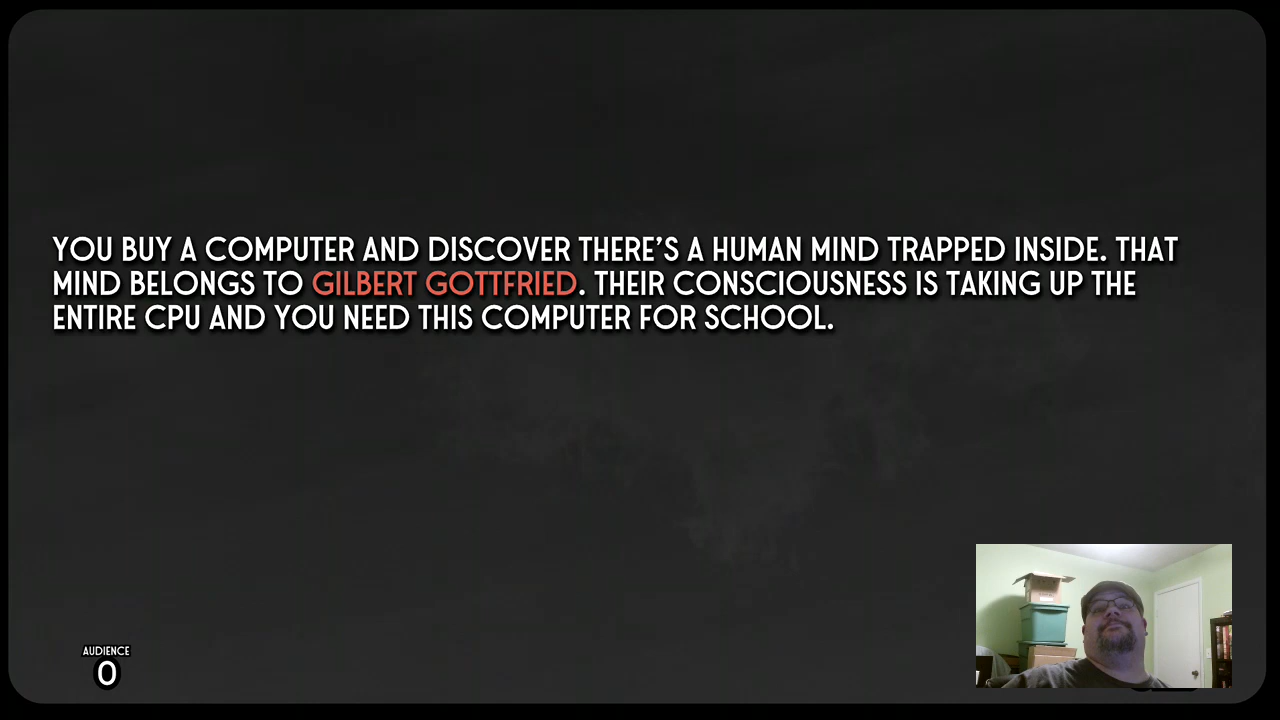 YOU BUY A COMPUTER AND DISCOVER THERE'S A HUMAN MIND TRAPPED INSIDE. THAT
MIND BELONGS TO GILBERT GOTTFRIED. THEIR CONSCIOUSNESS IS TAKING UP THE
ENTIRE CPU AND YOU NEED THIS COMPUTER FOR SCHOOL.
AUDIENCE
0